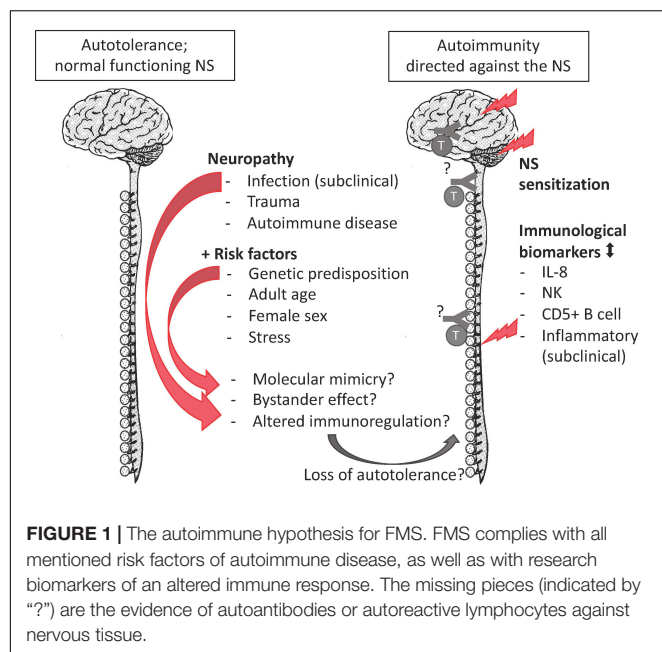 Autotolerance;
normal functioning NS
Autoimmunity
directed against the NS
Neuropathy
- Infection (subclinical)
- Trauma
- Autoimmune disease
+ Risk factors
- Genetic predisposition
- Adult age
- Female sex
- Stress
- Molecular mimicry?
- Bystander effect?
- Altered immunoregulation?
Loss of autotolerance?
T
?
T
?
T
NS
sensitization
Immunological
biomarkers ⬍
- IL-8
- NK
- CD5+ B cell
- Inflammatory
(subclinical)
FIGURE 1 | The autoimmune hypothesis for FMS. FMS complies with all
mentioned risk factors of autoimmune disease, as well as with research
biomarkers of an altered immune response. The missing pieces (indicated by
“?”) are the evidence of autoantibodies or autoreactive lymphocytes against
nervous tissue.